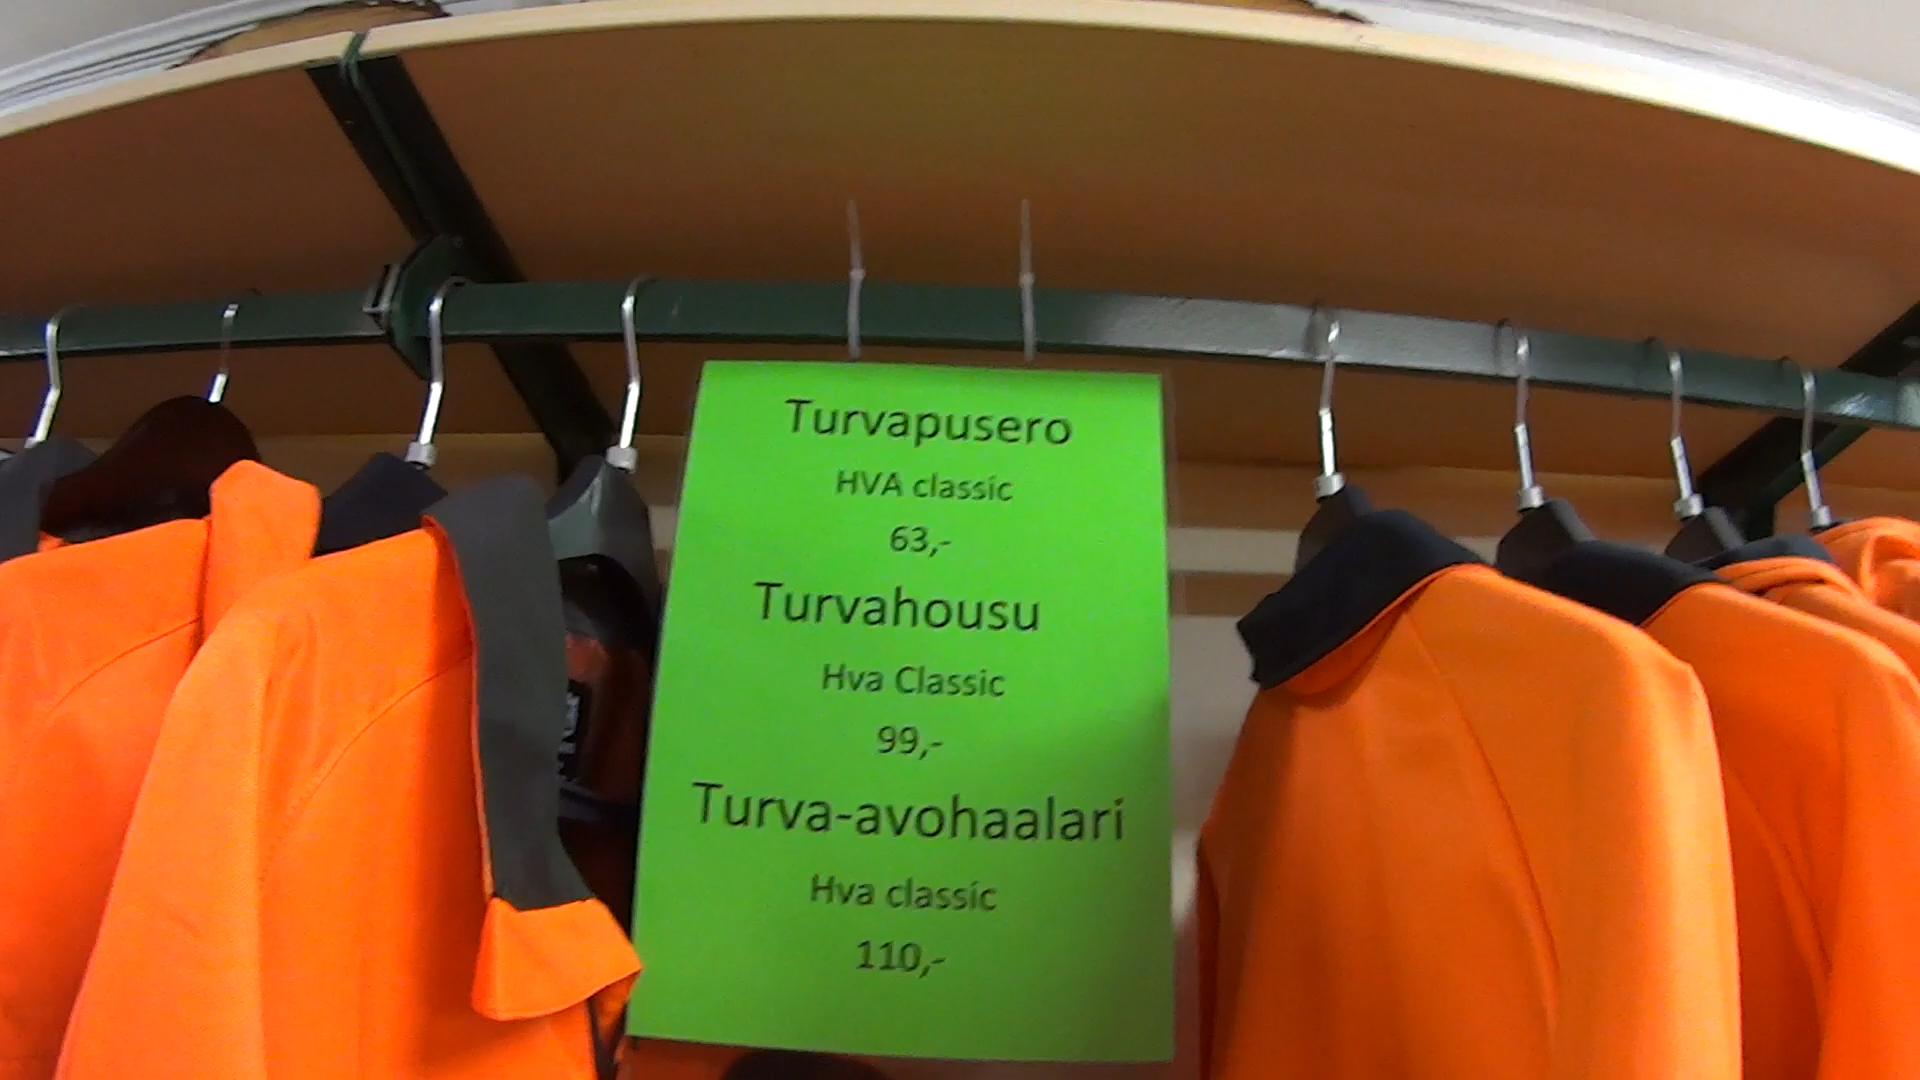 Turvapusero
HVA classic
63,-
Turvahousu
Hva Classic
99,-
Turva-avohaalari
Hva classic
110,-